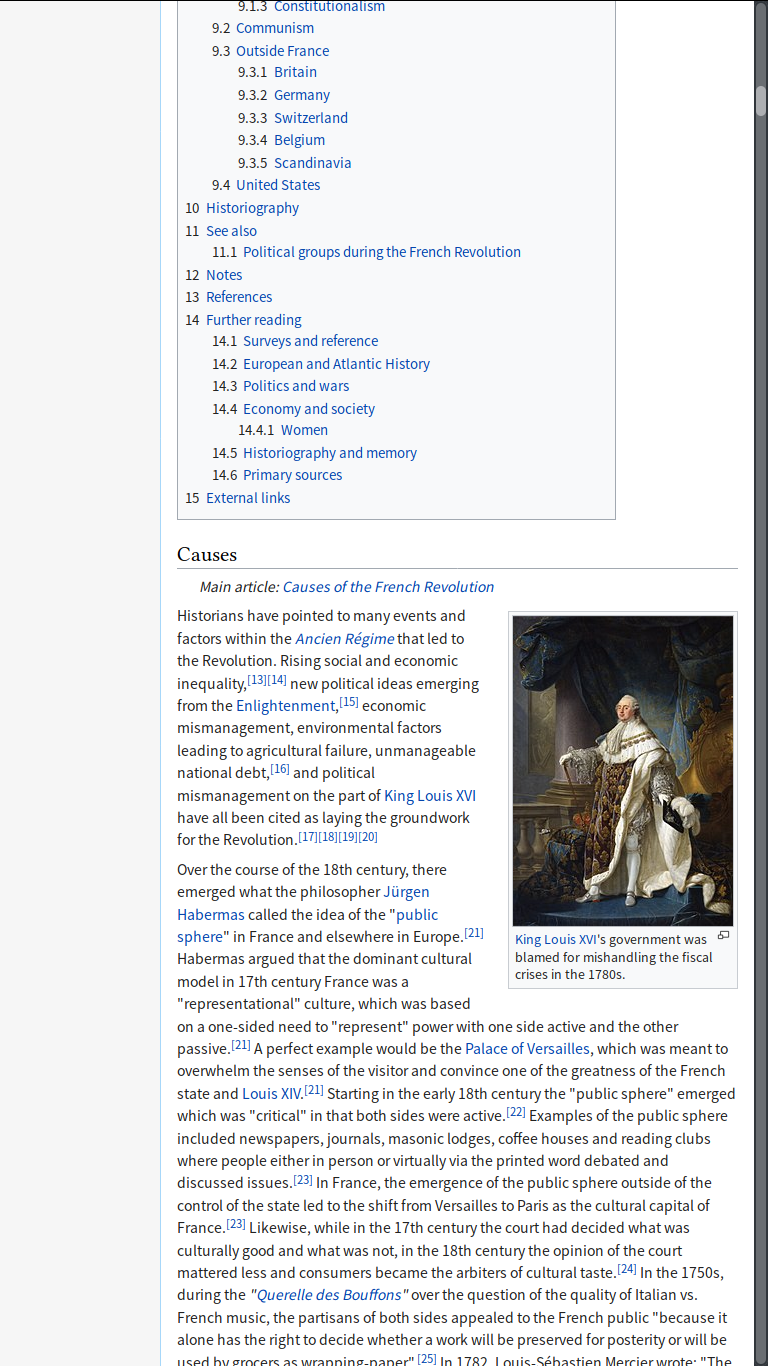 9.1.3 Constitutionalism
9.2 Communism
9.3 Outside France
9.3.1 Britain
9.3.2 Germany
9.3.3 Switzerland
9.3.4 Belgium
9.3.5 Scandinavia
9.4 United States
10 Historiography
11 See also
11.1 Political groups during the French Revolution
12 Notes
13 References
14 Further reading
14.1 Surveys and reference
14.2 European and Atlantic History
14.3 Politics and wars
14.4 Economy and society
14.4.1 Women
14.5 Historiography and memory
14.6 Primary sources
15 External links
Causes
Main article: Causes of the French Revolution
Historians have pointed to many events and
factors within the Ancien Régime that led to
the Revolution. Rising social and economic
inequality,[13][14] new political ideas emerging
from the Enlightenment,[15] economic
mismanagement, environmental factors
leading to agricultural failure, unmanageable
national debt,[16] and political
mismanagement on the part of King Louis XVI
have all been cited as laying the groundwork
for the Revolution.[17][18][19][20]
King Louis XVI's government was
blamed for mishandling the fiscal
crises in the 1780s.
Over the course of the 18th century, there
emerged what the philosopher Jürgen
Habermas called the idea of the "public
sphere" in France and elsewhere in Europe.[21]
Habermas argued that the dominant cultural
model in 17th century France was a
"representational" culture, which was based
on a one-sided need to "represent" power with one side active and the other
passive.[21] A perfect example would be the Palace of Versailles, which was meant to
overwhelm the senses of the visitor and convince one of the greatness of the French
state and Louis XIV.[21] Starting in the early 18th century the "public sphere" emerged
which was "critical" in that both sides were active.[22] Examples of the public sphere
included newspapers, journals, masonic lodges, coffee houses and reading clubs
where people either in person or virtually via the printed word debated and
discussed issues.[23] In France, the emergence of the public sphere outside of the
control of the state led to the shift from Versailles to Paris as the cultural capital of
France.[23] Likewise, while in the 17th century the court had decided what was
culturally good and what was not, in the 18th century the opinion of the court
mattered less and consumers became the arbiters of cultural taste.[24] In the 1750s,
during the "Querelle des Bouffons" over the question of the quality of Italian vs.
French music, the partisans of both sides appealed to the French public "because it
alone has the right to decide whether a work will be preserved for posterity or will be
used by grocers as wrapping-paper".[25] In 1782, Louis-Sébastien Mercier wrote: "The